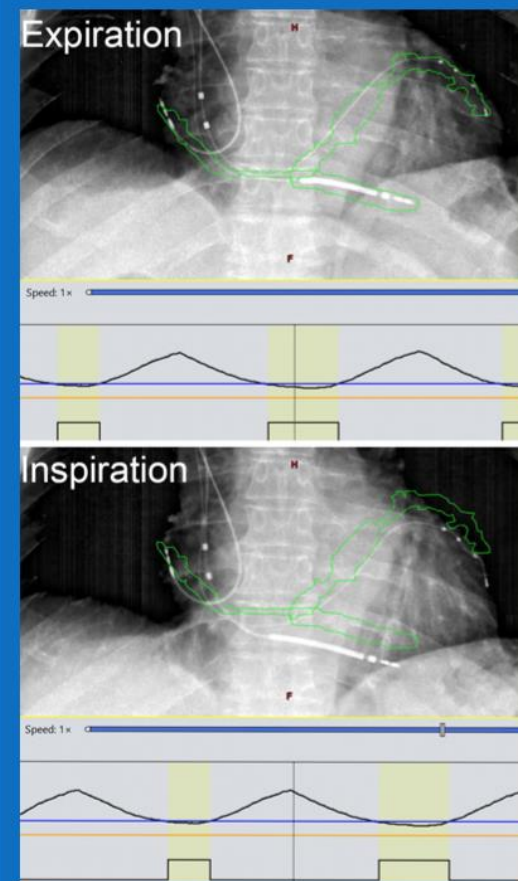 Expiration
H
F
Speed: 1×
Inspiration
H
F
Speed: 1×